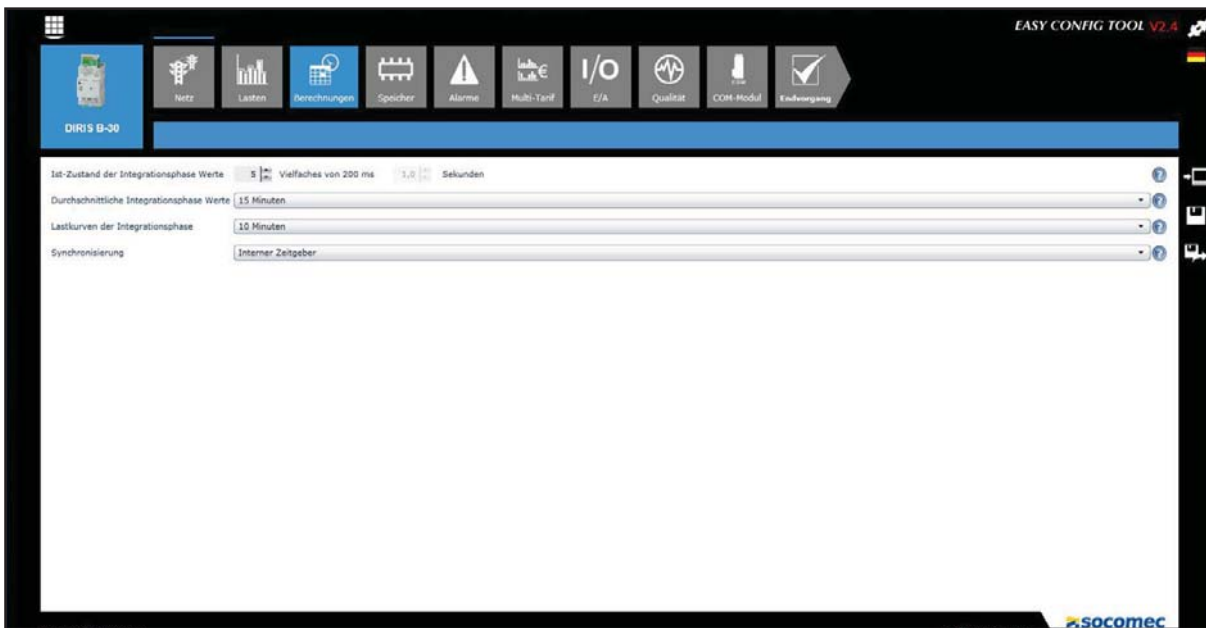 EASY CONFIG TOOL V2.4
Netz
Lasten
Berechnungen
Speicher
Alarme
€
Multi-Tarif
I/O
E/A
Qualität
COM-Modul
Endvorgang
DIRIS B-30
Ist-Zustand der Integrationsphase Werte 5 Vielfaches von 200 ms 1,0 Sekunden ?
Durchschnittliche Integrationsphase Werte 15 Minuten ?
Lastkurven der Integrationsphase 10 Minuten ?
Synchronisierung Interner Zeitgeber ?
socomec